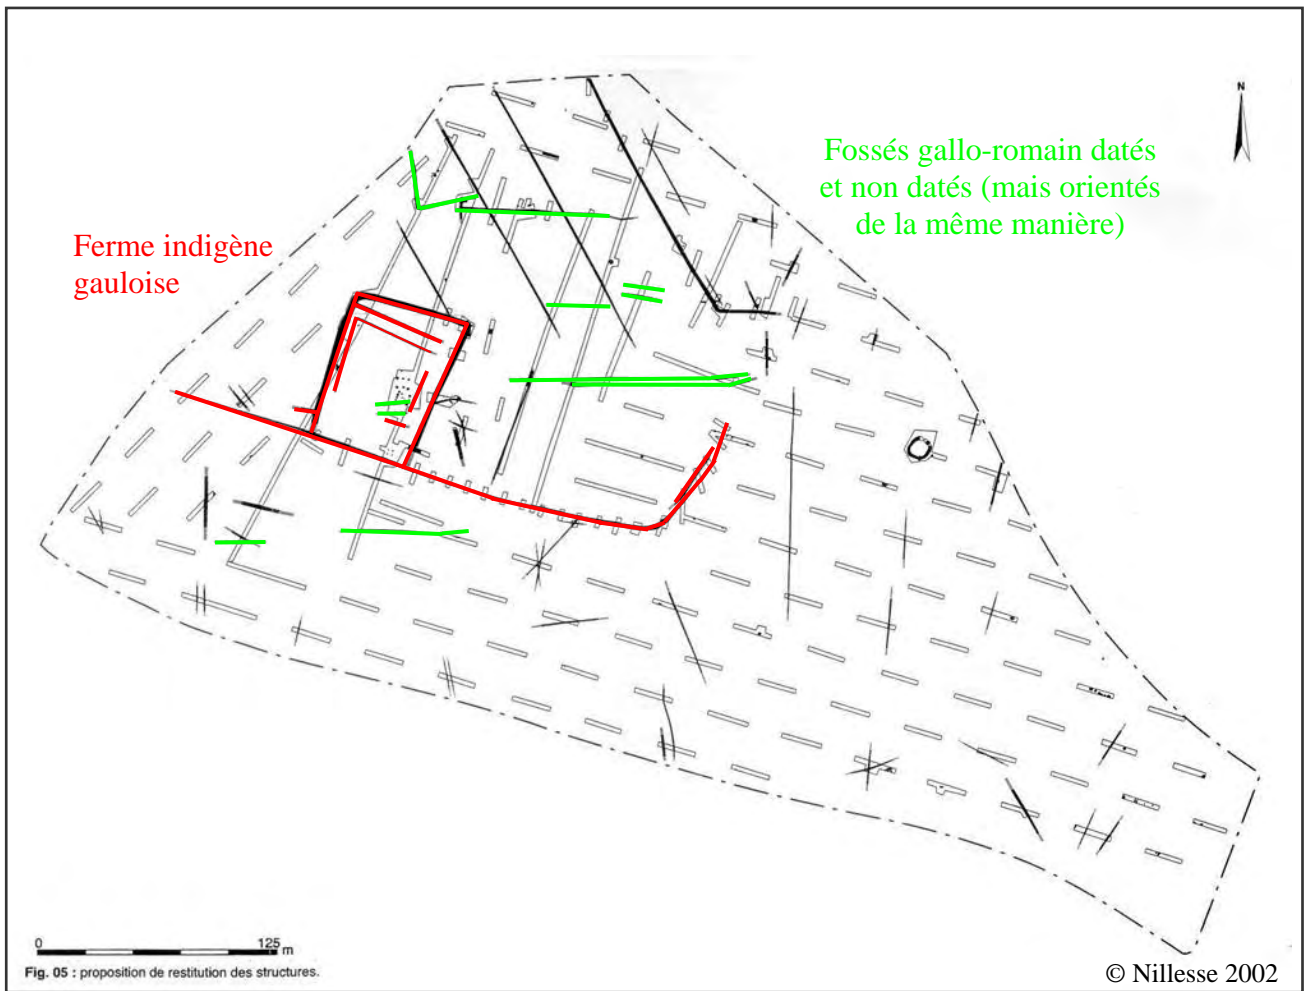 N
Fossés gallo-romain datés
et non datés (mais orientés
de la même manière)
Ferme indigène
gauloise
0 125 m
Fig. 05 : proposition de restitution des structures.
© Nillesse 2002